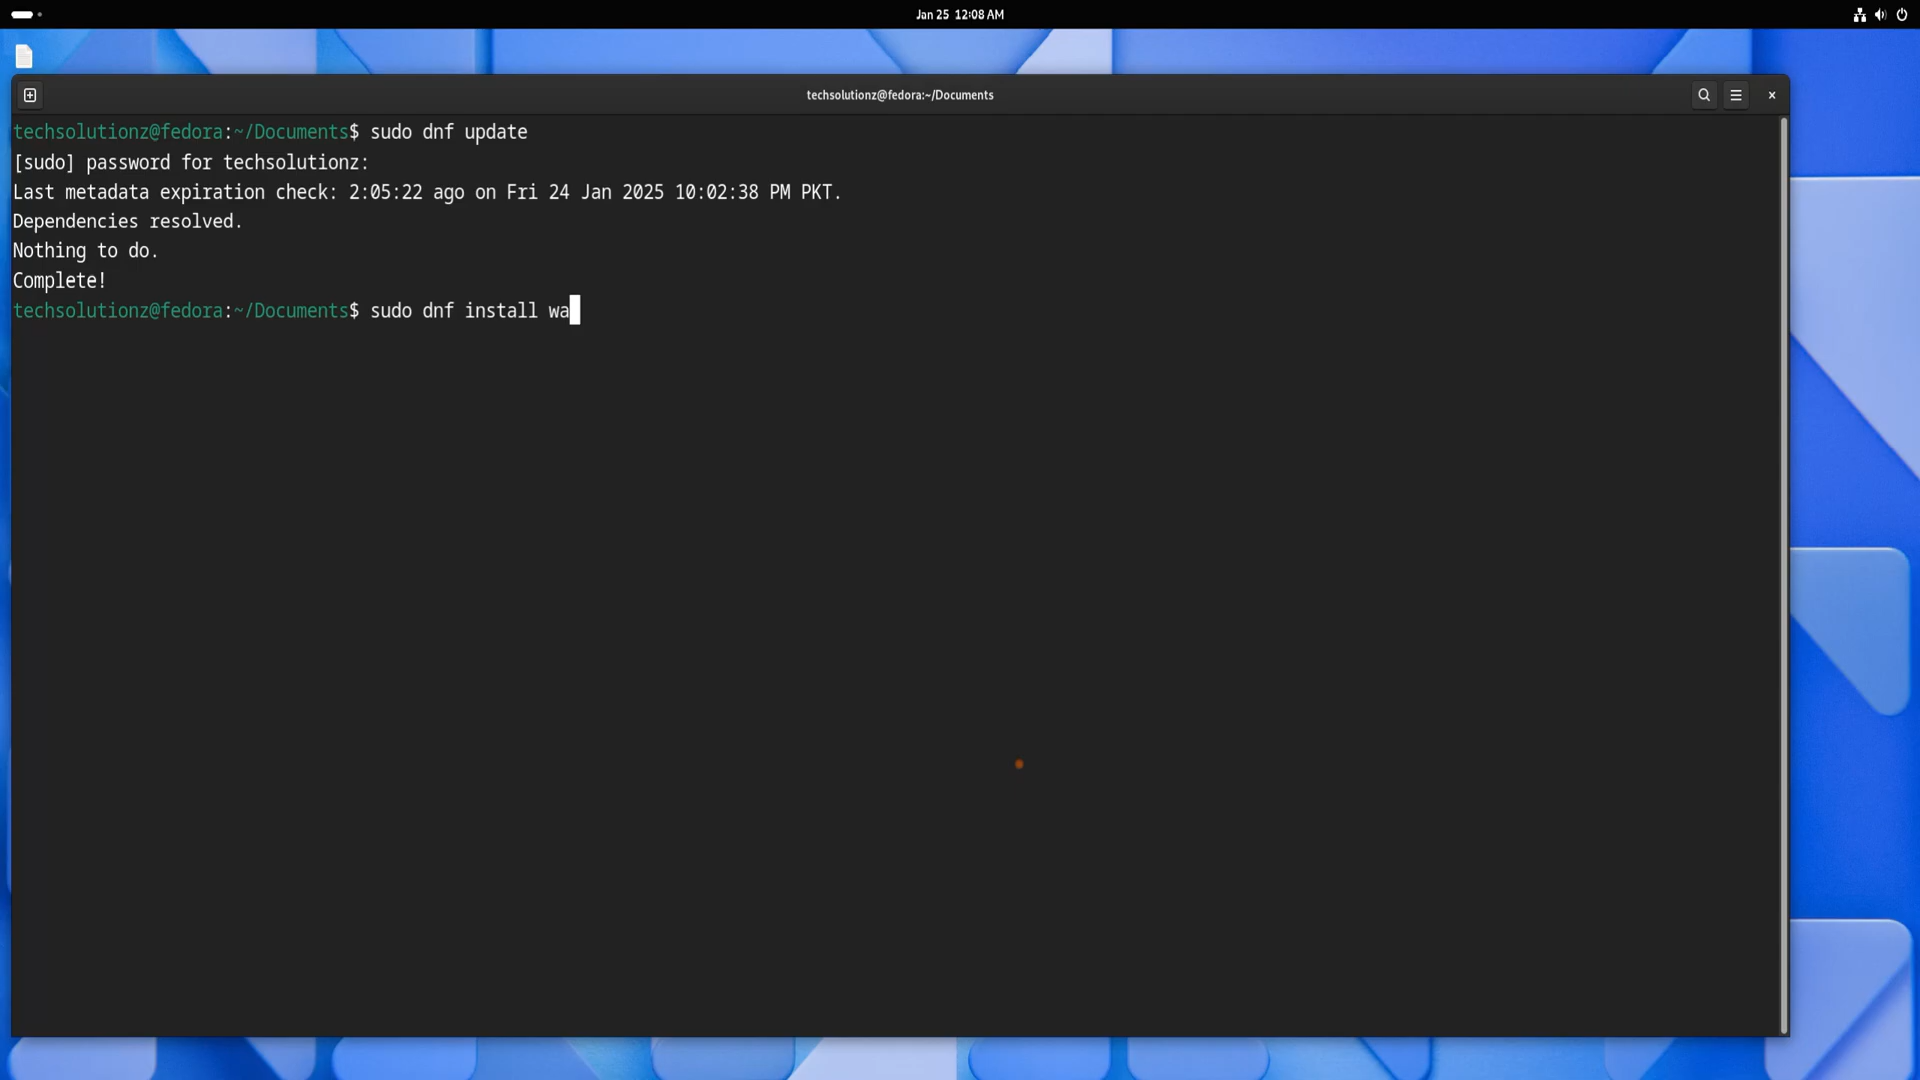 Jan 25 12:08 AM
techsolutionz@fedora:~/Documents
techsolutionz@fedora:~/Documents$ sudo dnf update
[sudo] password for techsolutionz:
Last metadata expiration check: 2:05:22 ago on Fri 24 Jan 2025 10:02:38 PM PKT.
Dependencies resolved.
Nothing to do.
Complete!
techsolutionz@fedora:~/Documents$ sudo dnf install wa